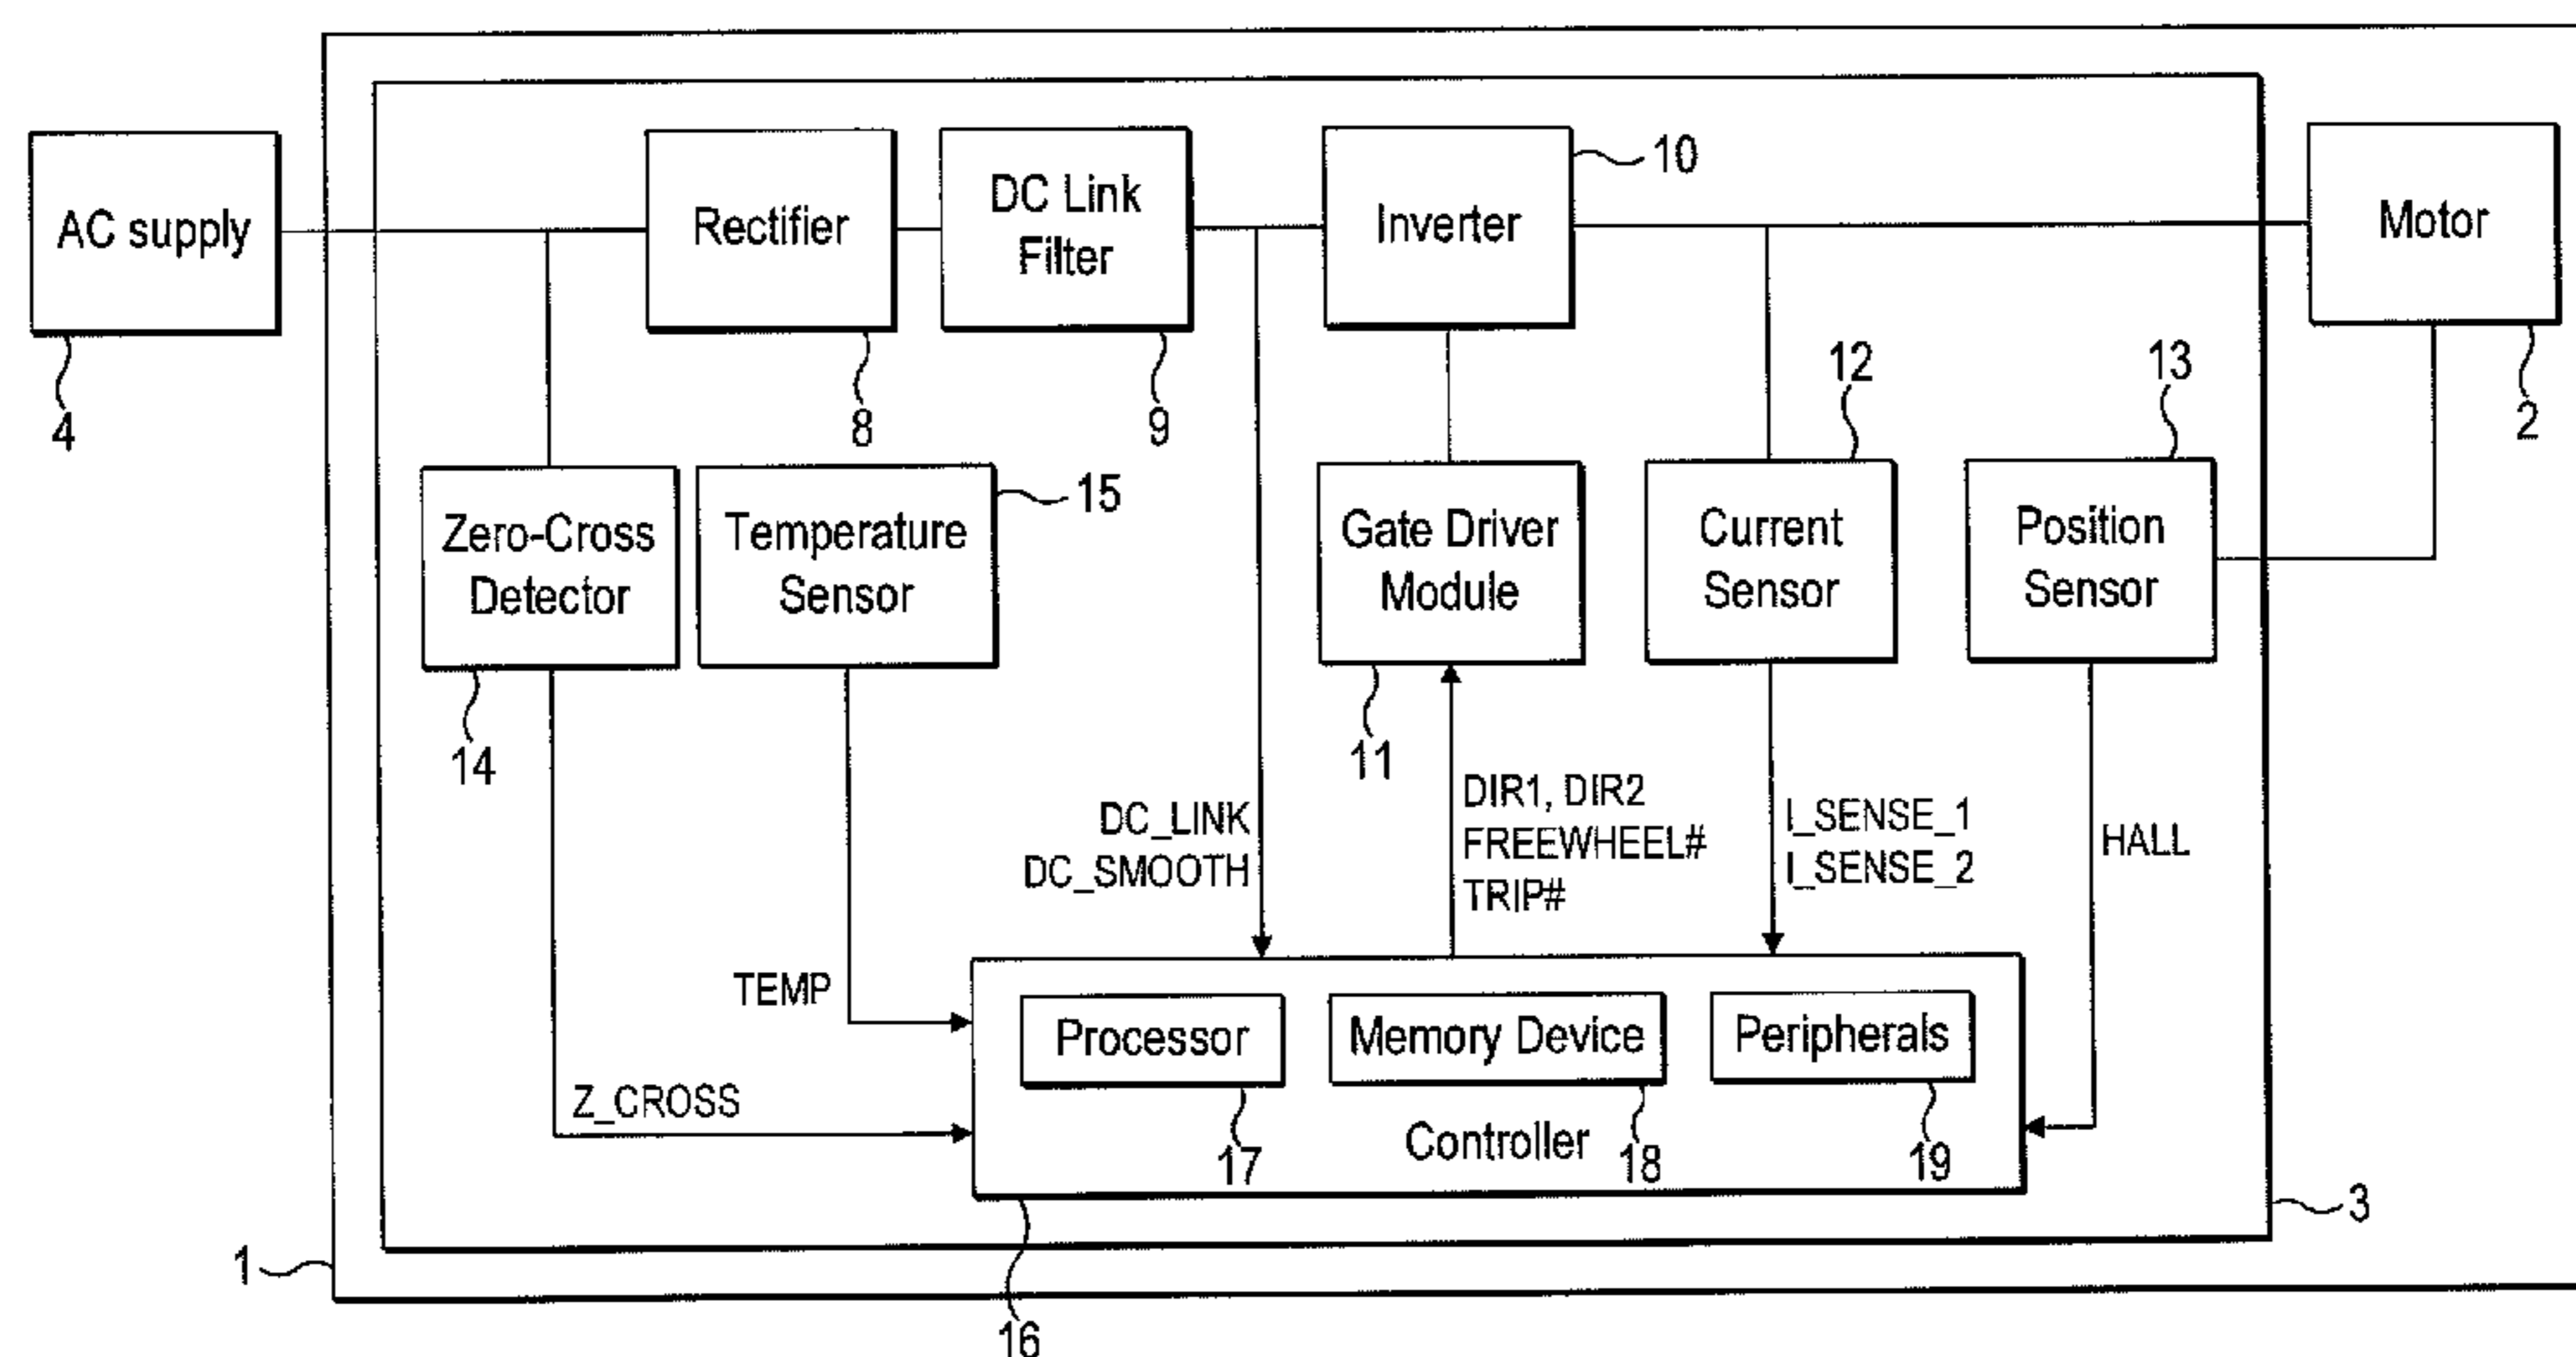 AC supply
4
Rectifier
8
DC Link
Filter
9
Inverter
10
Motor
2
Zero-Cross
Detector
14
Temperature
Sensor
15
Gate Driver
Module
11
Current
Sensor
12
Position
Sensor
13
DC_LINK
DC_SMOOTH
DIR1, DIR2
FREEWHEEL#
TRIP#
I_SENSE_1
I_SENSE_2
HALL
TEMP
Z_CROSS
Processor
17
Memory Device
18
Peripherals
19
Controller
16
1
3